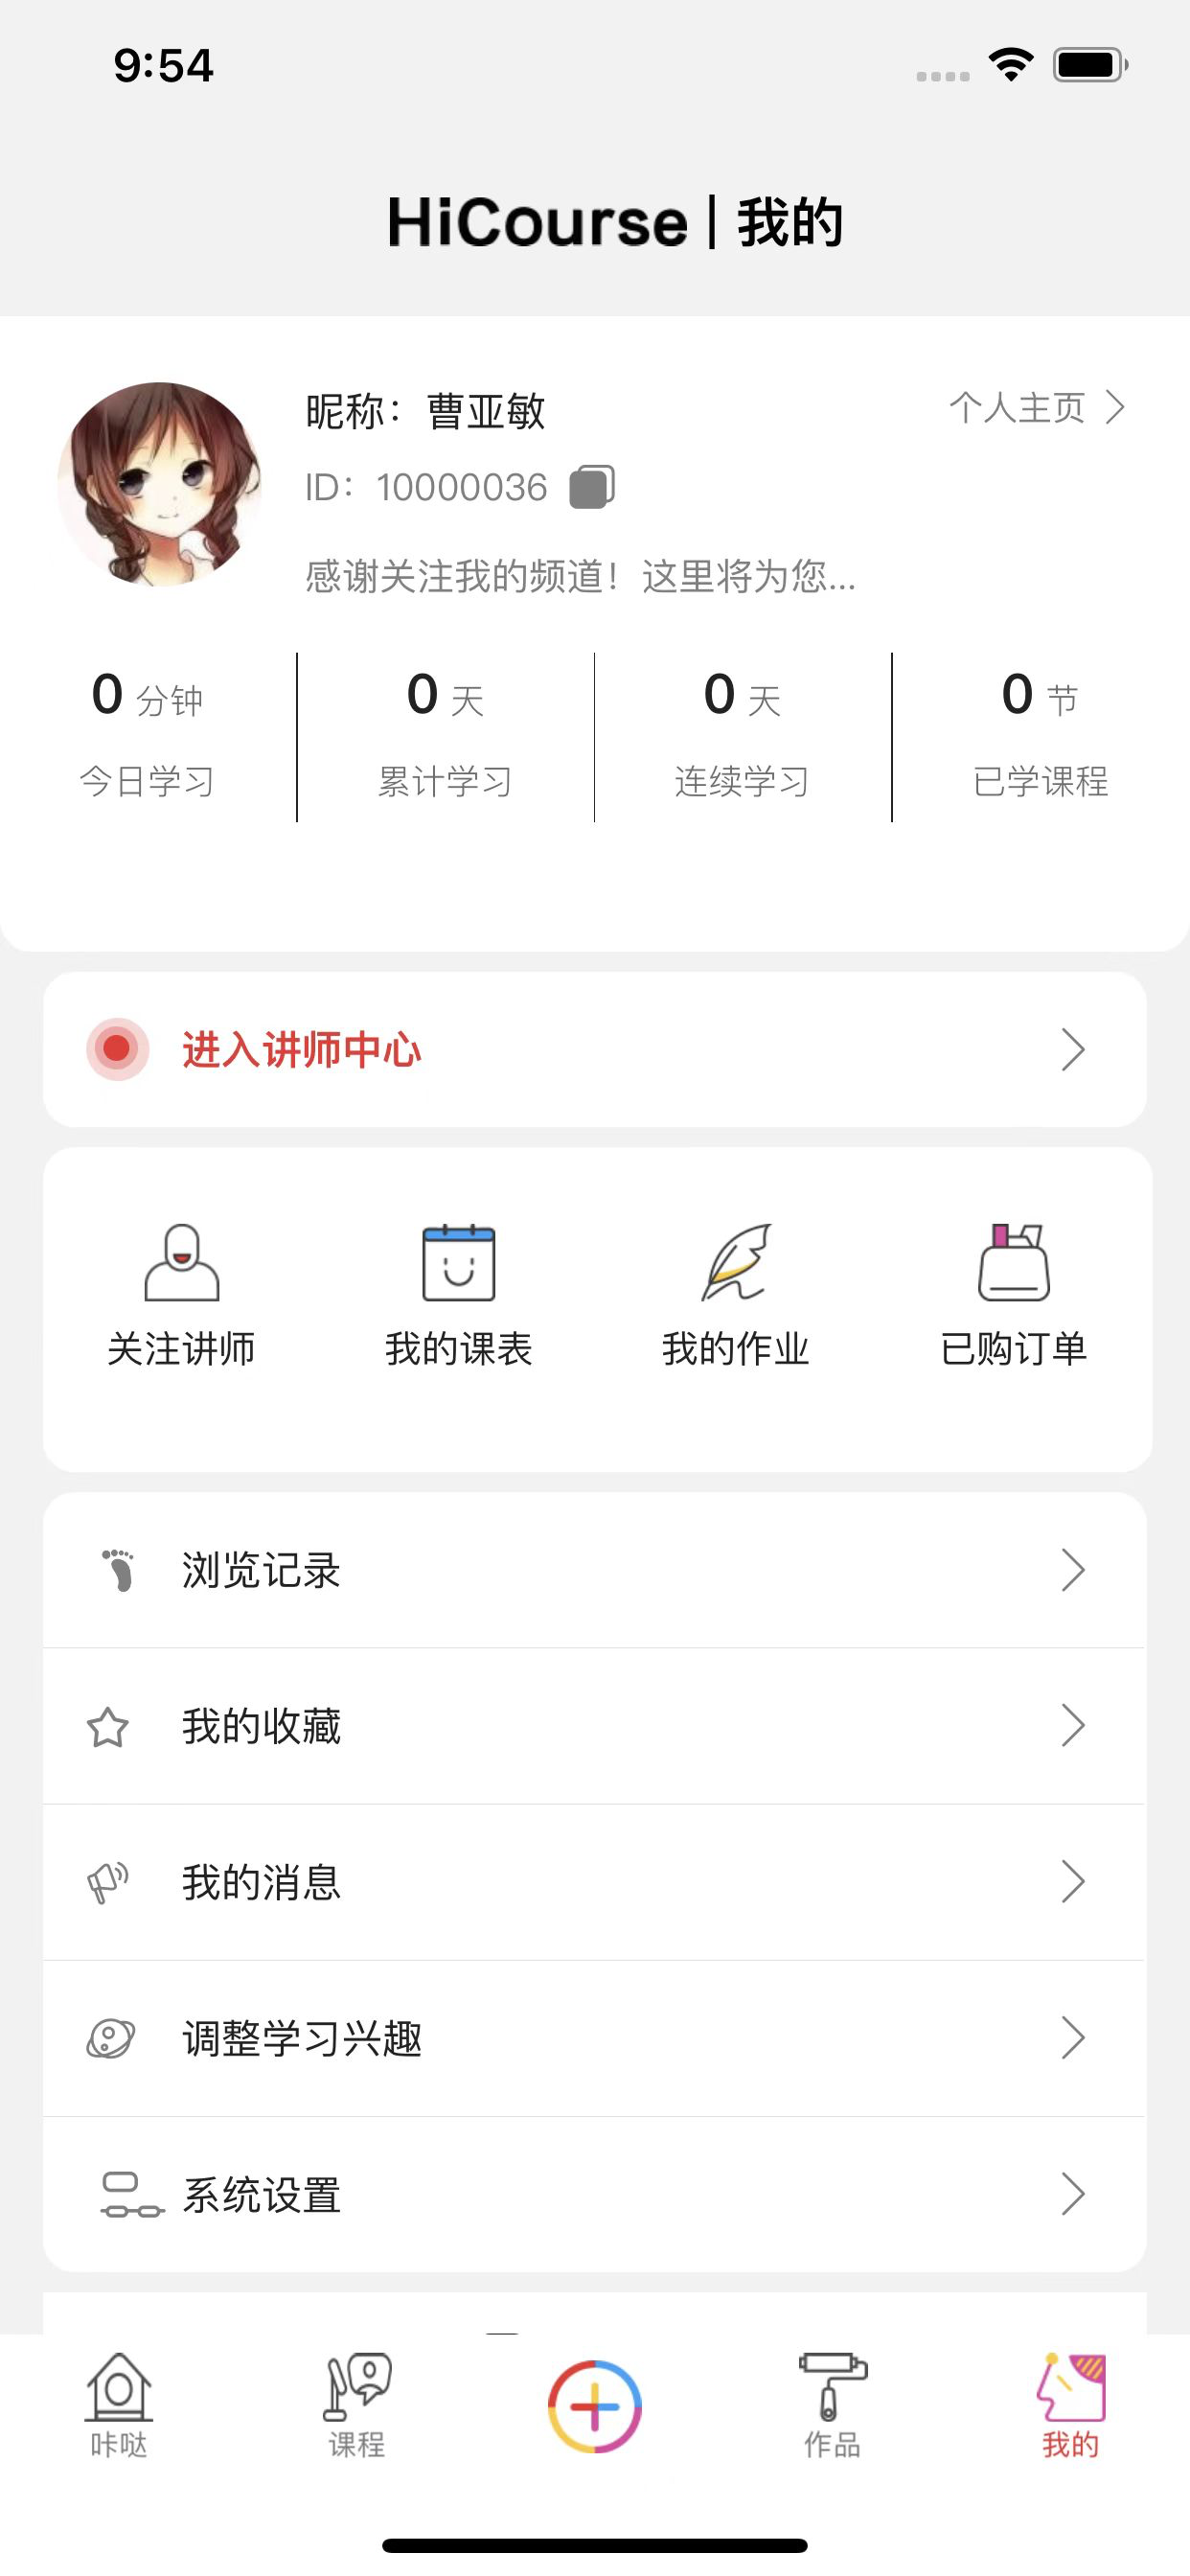 9:54
HiCourse | 我的
昵称：曹亚敏
个人主页
ID：10000036
感谢关注我的频道！这里将为您...
0 分钟
0 天
0 天
0 节
今日学习
累计学习
连续学习
已学课程
进入讲师中心
关注讲师
我的课表
我的作业
已购订单
浏览记录
我的收藏
我的消息
调整学习兴趣
系统设置
咔哒
课程
作品
我的